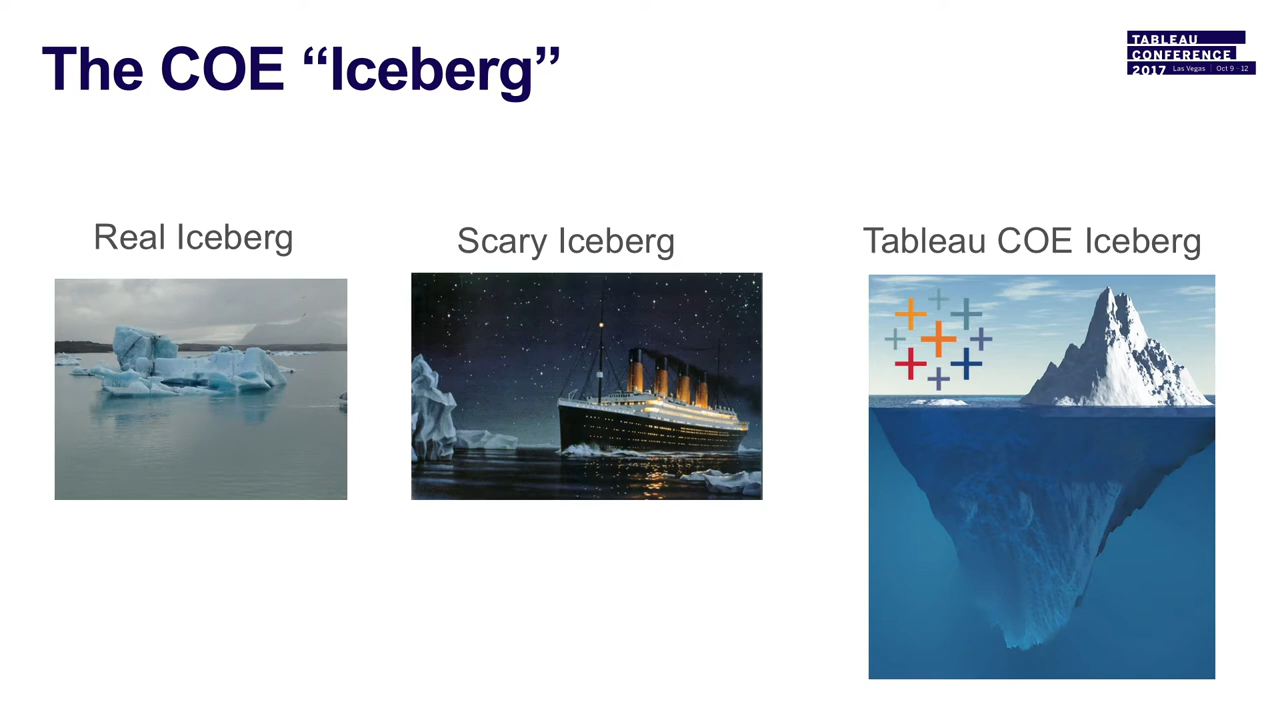 The COE “Iceberg”
TABLEAU
CONFERENCE
2017 Las Vegas | Oct 9 - 12
Real Iceberg
Scary Iceberg
Tableau COE Iceberg